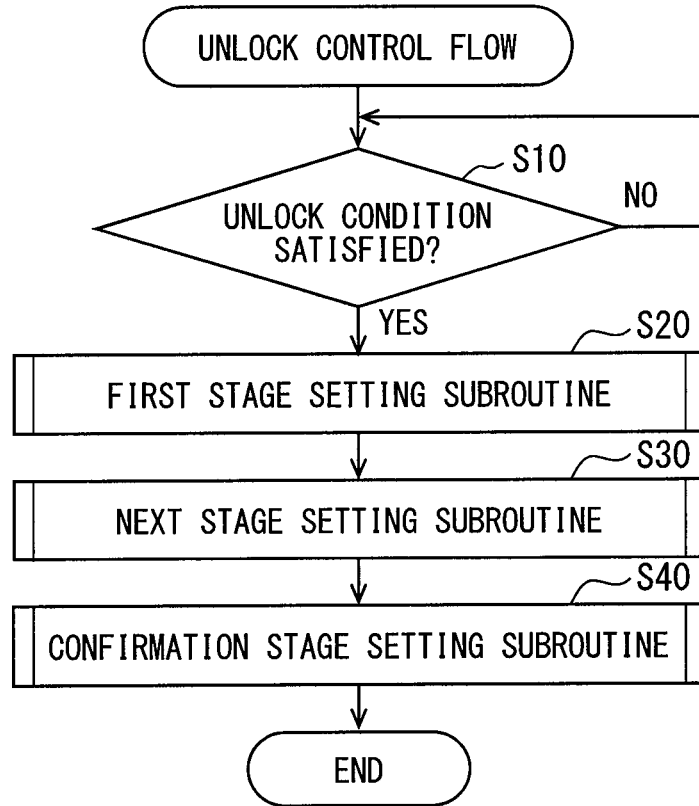 UNLOCK CONTROL FLOW
S10
UNLOCK CONDITION
SATISFIED?
NO
YES
S20
FIRST STAGE SETTING SUBROUTINE
S30
NEXT STAGE SETTING SUBROUTINE
S40
CONFIRMATION STAGE SETTING SUBROUTINE
END